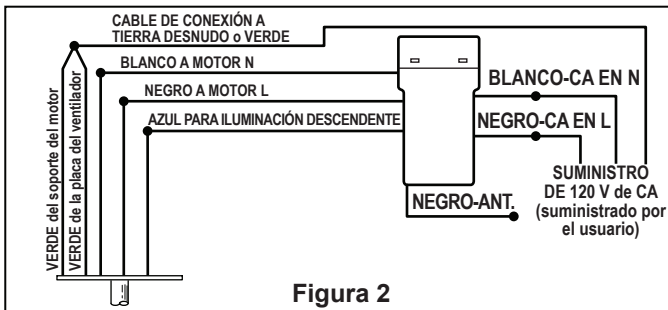 CABLE DE CONEXIÓN A
TIERRA DESNUDO o VERDE
BLANCO A MOTOR N
NEGRO A MOTOR L
AZUL PARA ILUMINACIÓN DESCENDENTE
VERDE del soporte del motor
VERDE de la placa del ventilador
BLANCO-CA EN N
NEGRO-CA EN L
SUMINISTRO
DE 120 V de CA
(suministrado por
el usuario)
NEGRO-ANT.
Figura 2